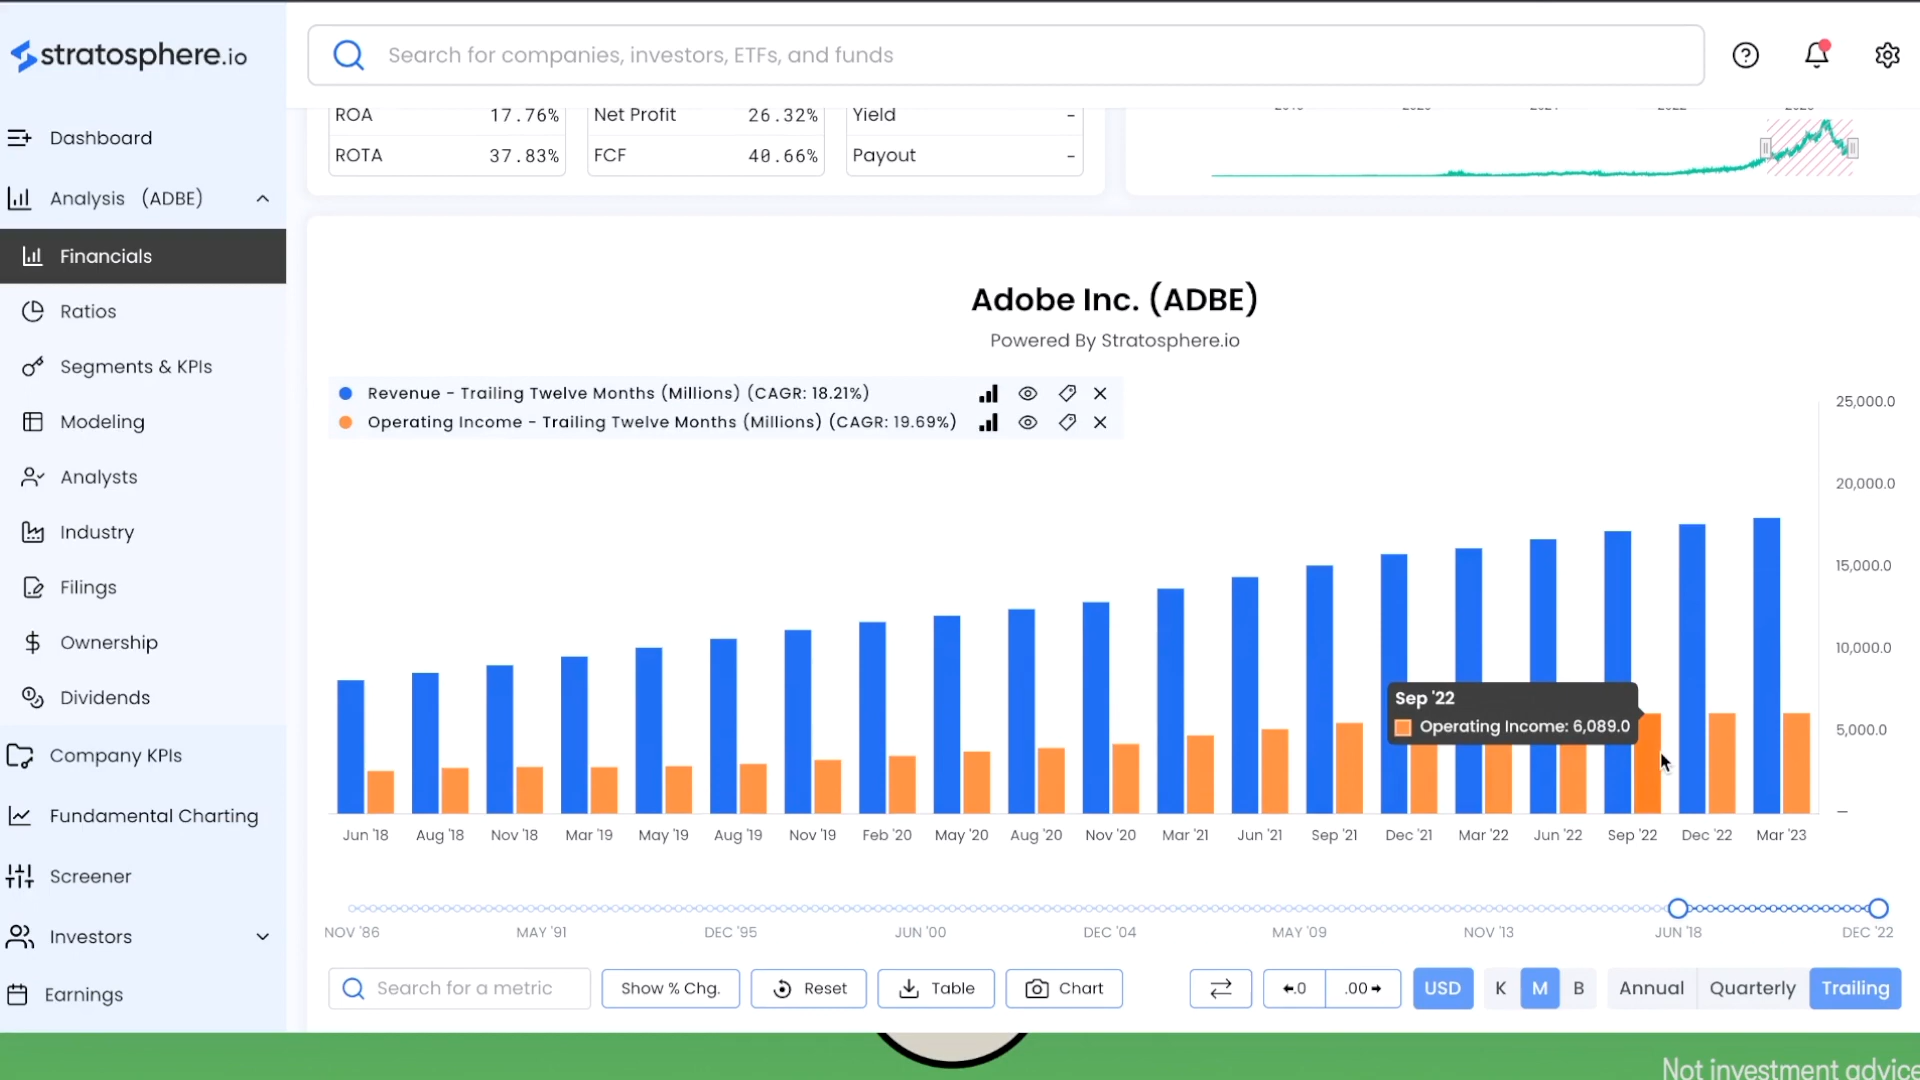 stratosphere.io
Search for companies, investors, ETFs, and funds
Dashboard
Analysis (ADBE)
Financials
Ratios
Segments & KPIs
Modeling
Analysts
Industry
Filings
Ownership
Dividends
Company KPIs
Fundamental Charting
Screener
Investors
Earnings
ROA 17.76%
ROTA 37.83%
Net Profit 26.32%
FCF 40.66%
Yield -
Payout -
Adobe Inc. (ADBE)
Powered By Stratosphere.io
Revenue - Trailing Twelve Months (Millions) (CAGR: 18.21%)
Operating Income - Trailing Twelve Months (Millions) (CAGR: 19.69%)
25,000.0
20,000.0
15,000.0
10,000.0
5,000.0
Sep '22
Operating Income: 6,089.0
Jun '18 Aug '18 Nov '18 Mar '19 May '19 Aug '19 Nov '19 Feb '20 May '20 Aug '20 Nov '20 Mar '21 Jun '21 Sep '21 Dec '21 Mar '22 Jun '22 Sep '22 Dec '22 Mar '23
NOV '86 MAY '91 DEC '95 JUN '00 DEC '04 MAY '09 NOV '13 JUN '18 DEC '22
Search for a metric Show % Chg. Reset Table Chart .0 .00 USD K M B Annual Quarterly Trailing
Not investment advice